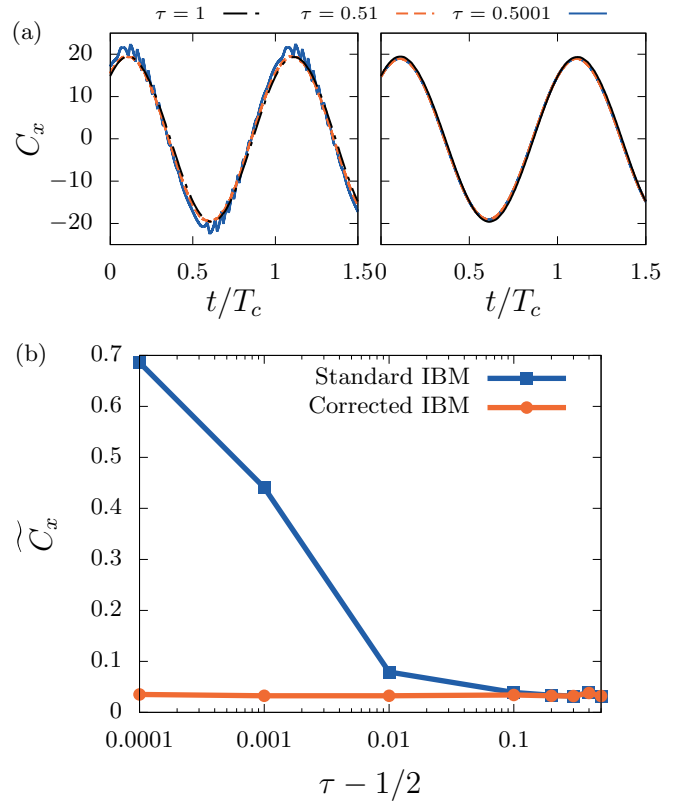 τ = 1 τ = 0.51 τ = 0.5001
(a)
20
10
0
−10
−20
C_x
0 0.5 1 1.5
0.5 1 1.5
t/T_c t/T_c
(b)
0.7
0.6
0.5
0.4
0.3
0.2
0.1
0
C̃_x
Standard IBM
Corrected IBM
0.0001 0.001 0.01 0.1
τ − 1/2